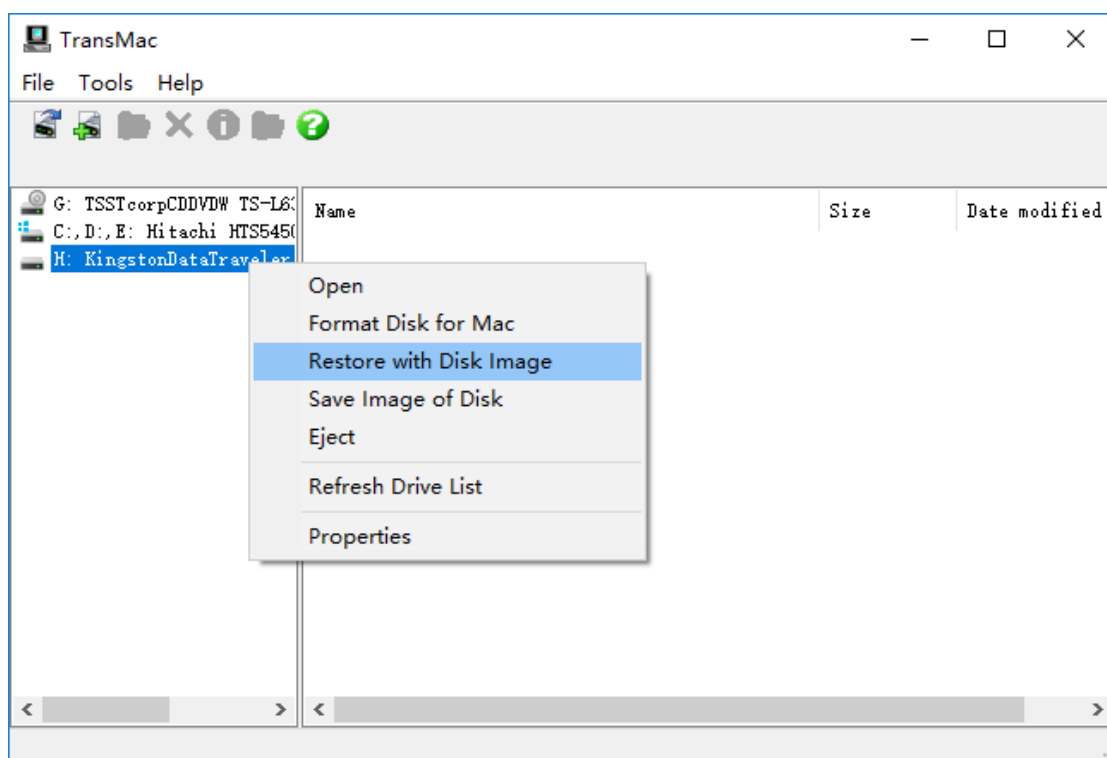 TransMac
File Tools Help
G: TSSTcorpCDDVDW TS-L63
C:,D:,E: Hitachi HTS5450
H: KingstonDataTraveler
Name Size Date modified
Open
Format Disk for Mac
Restore with Disk Image
Save Image of Disk
Eject
Refresh Drive List
Properties